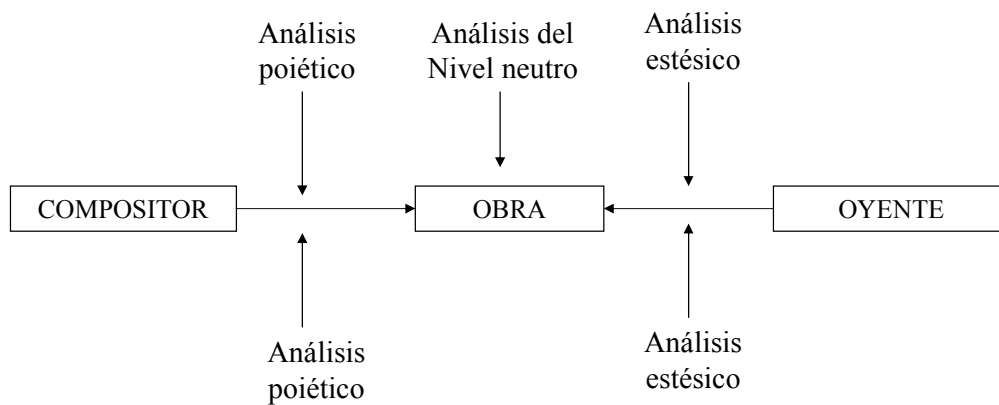 Análisis
poiético
Análisis del
Nivel neutro
Análisis
estésico
COMPOSITOR
OBRA
OYENTE
Análisis
poiético
Análisis
estésico